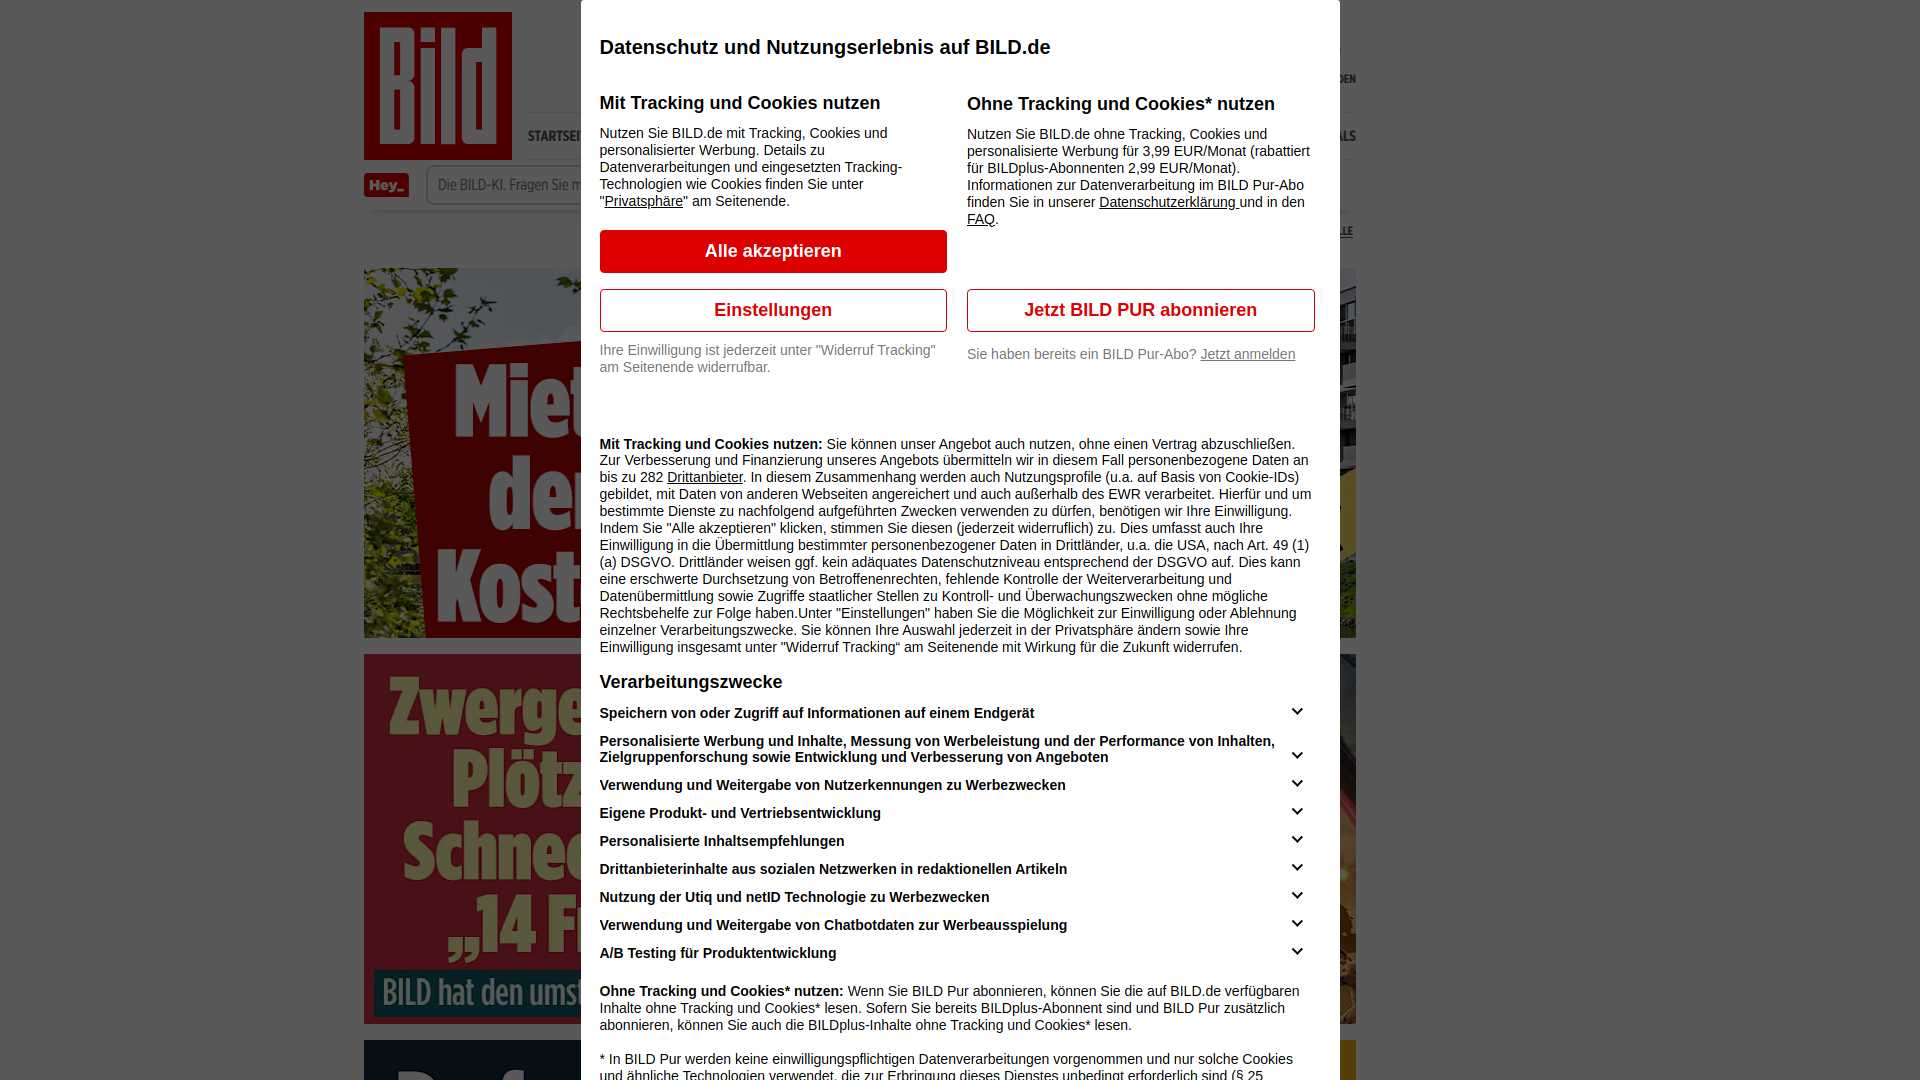 Bild
DEN
STARTSEI
ALS
Hey_
Die BILD-KI. Fragen Sie m
LLE
Miet
der
Kost
Zwerge
Plötz
Schnec
„14 F
BILD hat den umst
Datenschutz und Nutzungserlebnis auf BILD.de
Mit Tracking und Cookies nutzen
Nutzen Sie BILD.de mit Tracking, Cookies und
personalisierter Werbung. Details zu
Datenverarbeitungen und eingesetzten Tracking-
Technologien wie Cookies finden Sie unter
"Privatsphäre" am Seitenende.
Alle akzeptieren
Einstellungen
Ihre Einwilligung ist jederzeit unter "Widerruf Tracking"
am Seitenende widerrufbar.
Ohne Tracking und Cookies* nutzen
Nutzen Sie BILD.de ohne Tracking, Cookies und
personalisierte Werbung für 3,99 EUR/Monat (rabattiert
für BILDplus-Abonnenten 2,99 EUR/Monat).
Informationen zur Datenverarbeitung im BILD Pur-Abo
finden Sie in unserer Datenschutzerklärung und in den
FAQ.
Jetzt BILD PUR abonnieren
Sie haben bereits ein BILD Pur-Abo? Jetzt anmelden
Mit Tracking und Cookies nutzen: Sie können unser Angebot auch nutzen, ohne einen Vertrag abzuschließen.
Zur Verbesserung und Finanzierung unseres Angebots übermitteln wir in diesem Fall personenbezogene Daten an
bis zu 282 Drittanbieter. In diesem Zusammenhang werden auch Nutzungsprofile (u.a. auf Basis von Cookie-IDs)
gebildet, mit Daten von anderen Webseiten angereichert und auch außerhalb des EWR verarbeitet. Hierfür und um
bestimmte Dienste zu nachfolgend aufgeführten Zwecken verwenden zu dürfen, benötigen wir Ihre Einwilligung.
Indem Sie "Alle akzeptieren" klicken, stimmen Sie diesen (jederzeit widerruflich) zu. Dies umfasst auch Ihre
Einwilligung in die Übermittlung bestimmter personenbezogener Daten in Drittländer, u.a. die USA, nach Art. 49 (1)
(a) DSGVO. Drittländer weisen ggf. kein adäquates Datenschutzniveau entsprechend der DSGVO auf. Dies kann
eine erschwerte Durchsetzung von Betroffenenrechten, fehlende Kontrolle der Weiterverarbeitung und
Datenübermittlung sowie Zugriffe staatlicher Stellen zu Kontroll- und Überwachungszwecken ohne mögliche
Rechtsbehelfe zur Folge haben.Unter "Einstellungen" haben Sie die Möglichkeit zur Einwilligung oder Ablehnung
einzelner Verarbeitungszwecke. Sie können Ihre Auswahl jederzeit in der Privatsphäre ändern sowie Ihre
Einwilligung insgesamt unter "Widerruf Tracking“ am Seitenende mit Wirkung für die Zukunft widerrufen.
Verarbeitungszwecke
Speichern von oder Zugriff auf Informationen auf einem Endgerät
Personalisierte Werbung und Inhalte, Messung von Werbeleistung und der Performance von Inhalten,
Zielgruppenforschung sowie Entwicklung und Verbesserung von Angeboten
Verwendung und Weitergabe von Nutzerkennungen zu Werbezwecken
Eigene Produkt- und Vertriebsentwicklung
Personalisierte Inhaltsempfehlungen
Drittanbieterinhalte aus sozialen Netzwerken in redaktionellen Artikeln
Nutzung der Utiq und netID Technologie zu Werbezwecken
Verwendung und Weitergabe von Chatbotdaten zur Werbeausspielung
A/B Testing für Produktentwicklung
Ohne Tracking und Cookies* nutzen: Wenn Sie BILD Pur abonnieren, können Sie die auf BILD.de verfügbaren
Inhalte ohne Tracking und Cookies* lesen. Sofern Sie bereits BILDplus-Abonnent sind und BILD Pur zusätzlich
abonnieren, können Sie auch die BILDplus-Inhalte ohne Tracking und Cookies* lesen.
* In BILD Pur werden keine einwilligungspflichtigen Datenverarbeitungen vorgenommen und nur solche Cookies
und ähnliche Technologien verwendet, die zur Erbringung dieses Dienstes unbedingt erforderlich sind (§ 25